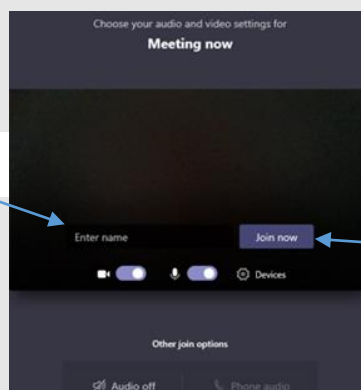 Choose your audio and video settings for
Meeting now
Enter name
Join now
Devices
Other join options
Audio off
Phone audio